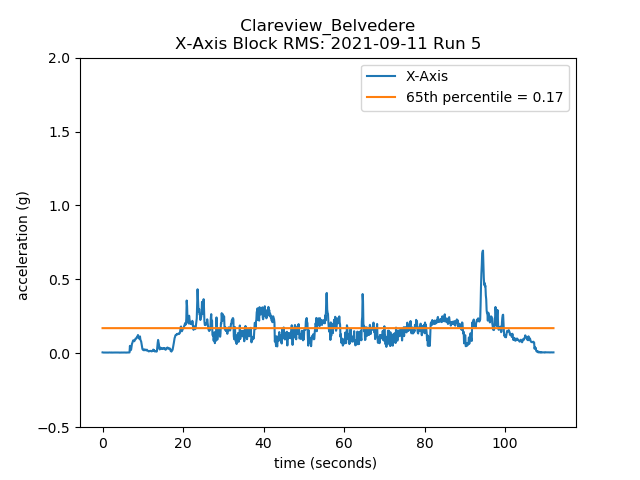 Clareview_Belvedere
X-Axis Block RMS: 2021-09-11 Run 5
X-Axis
65th percentile = 0.17
acceleration (g)
2.0
1.5
1.0
0.5
0.0
−0.5
0 20 40 60 80 100
time (seconds)